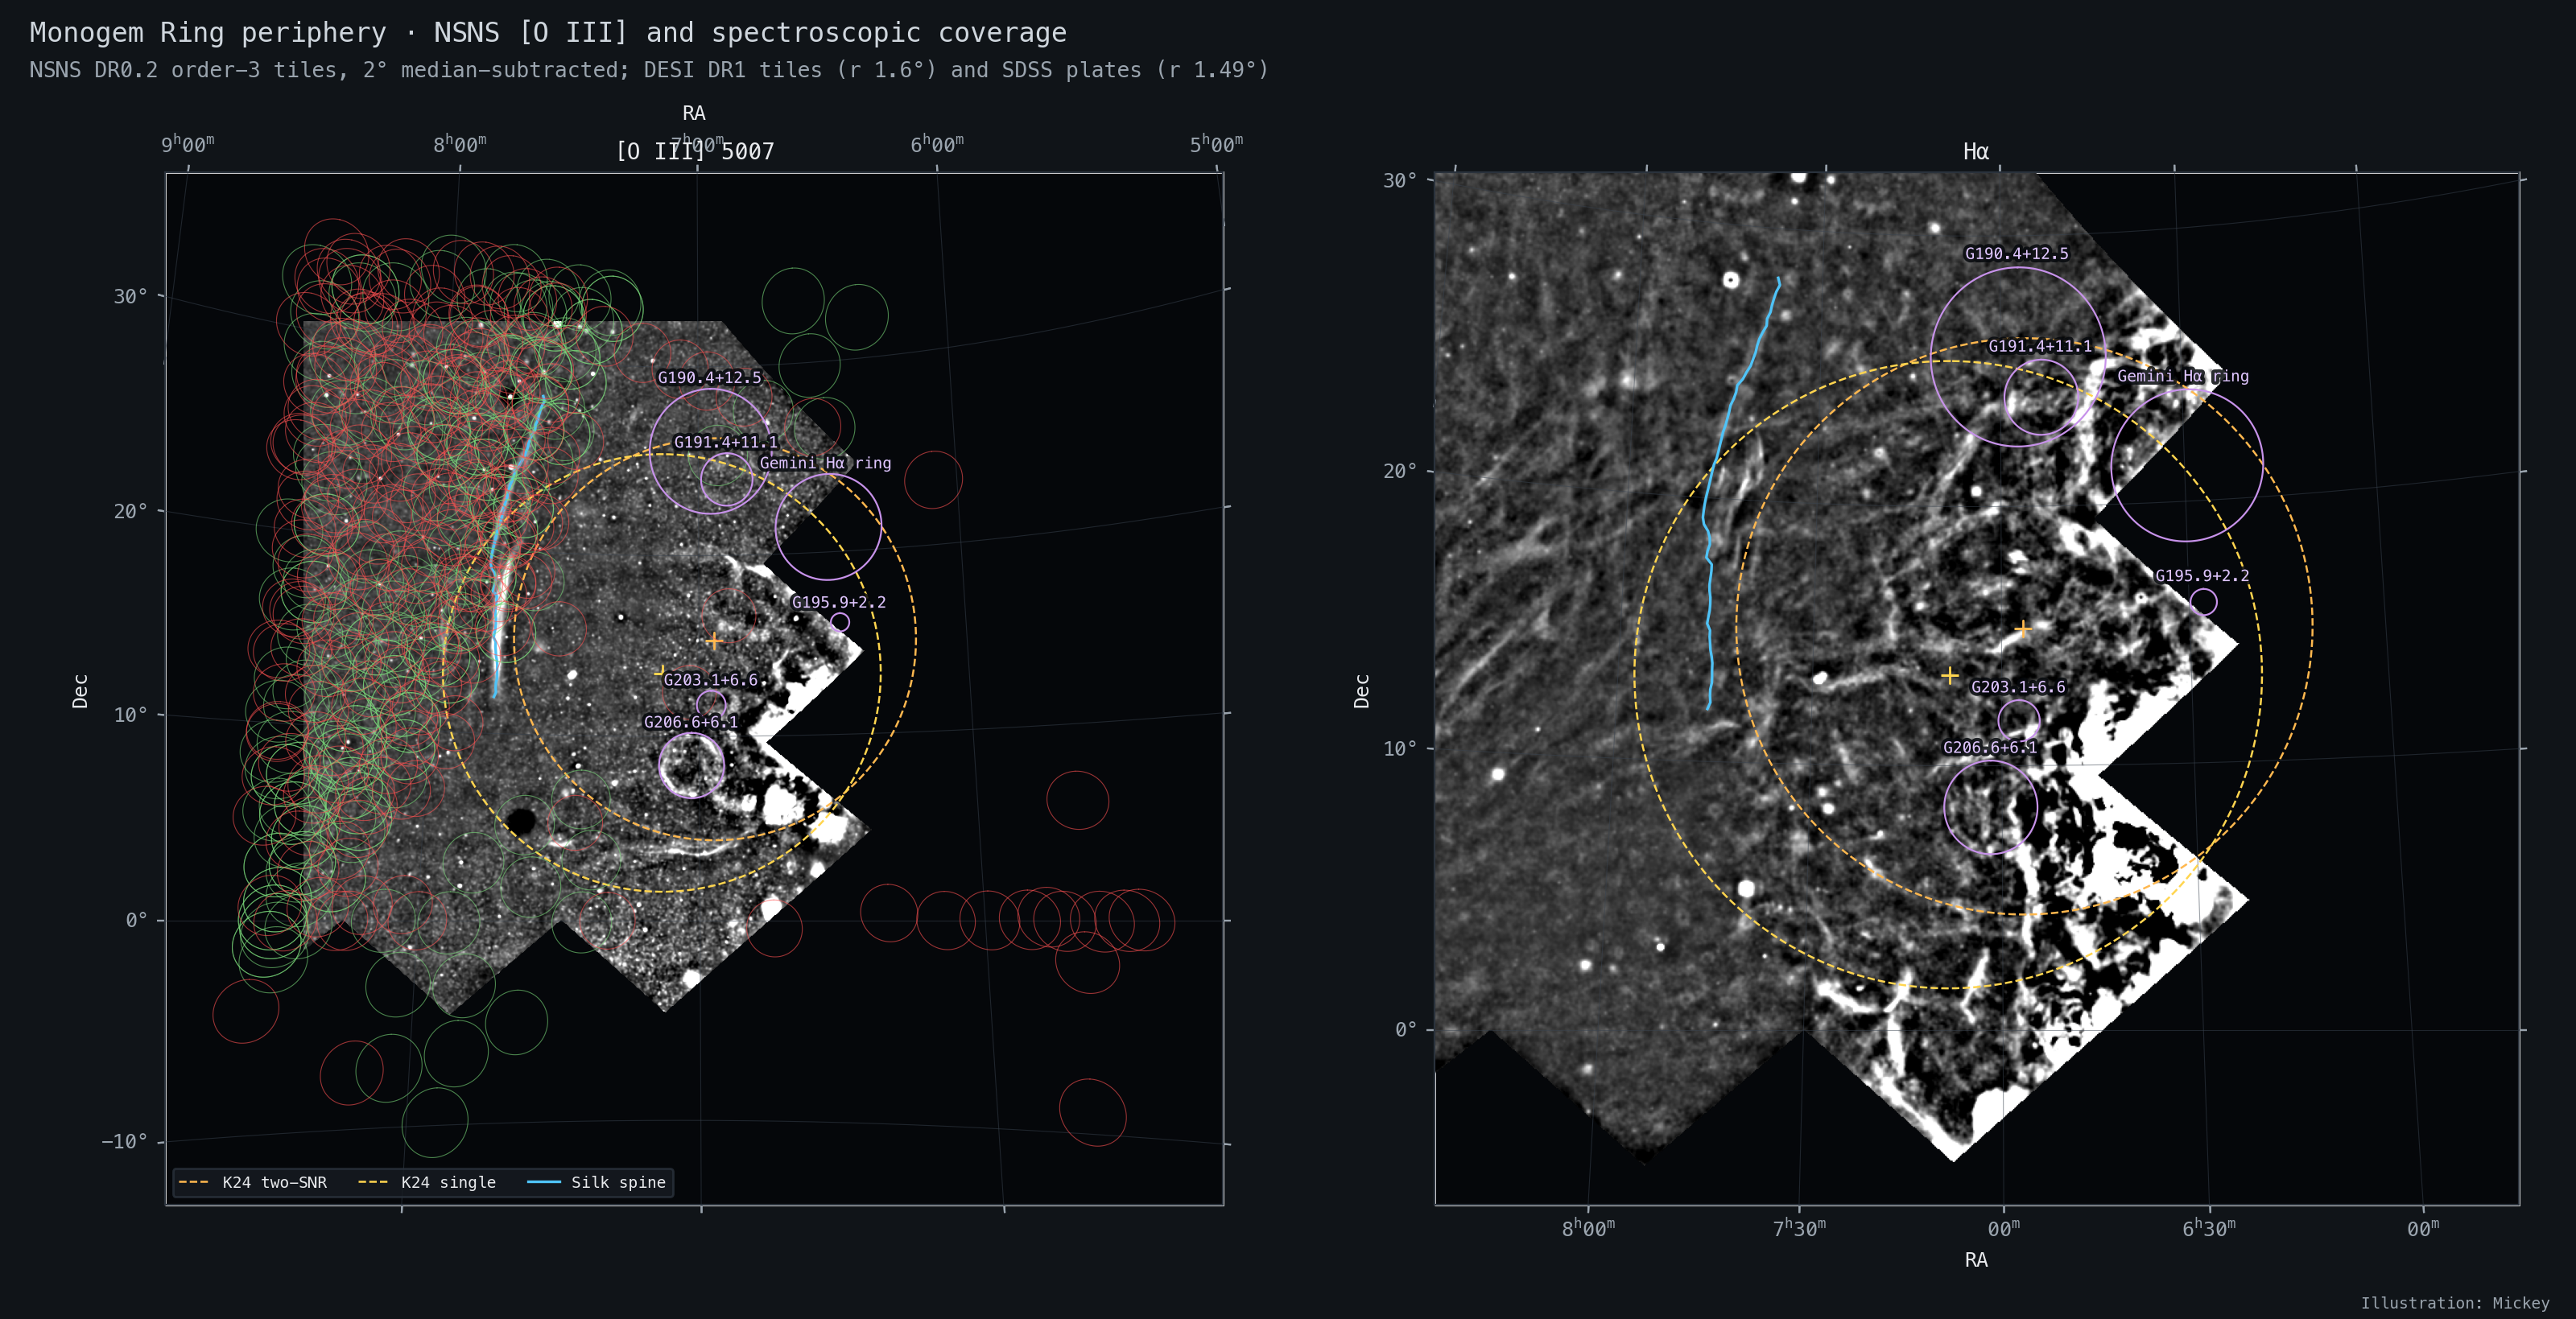 Monogem Ring periphery · NSNS [O III] and spectroscopic coverage
NSNS DR0.2 order−3 tiles, 2° median−subtracted; DESI DR1 tiles (r 1.6°) and SDSS plates (r 1.49°)
RA
9h00m 8h00m 7h00m 6h00m 5h00m
[O III] 5007
30°
20°
10°
0°
−10°
Dec
G190.4+12.5
G191.4+11.1
Gemini Hα ring
G195.9+2.2
G203.1+6.6
G206.6+6.1
K24 two−SNR K24 single Silk spine
Hα
30°
20°
10°
0°
Dec
G190.4+12.5
G191.4+11.1
Gemini Hα ring
G195.9+2.2
G203.1+6.6
G206.6+6.1
8h00m 7h30m 00m 6h30m 00m
RA
Illustration: Mickey